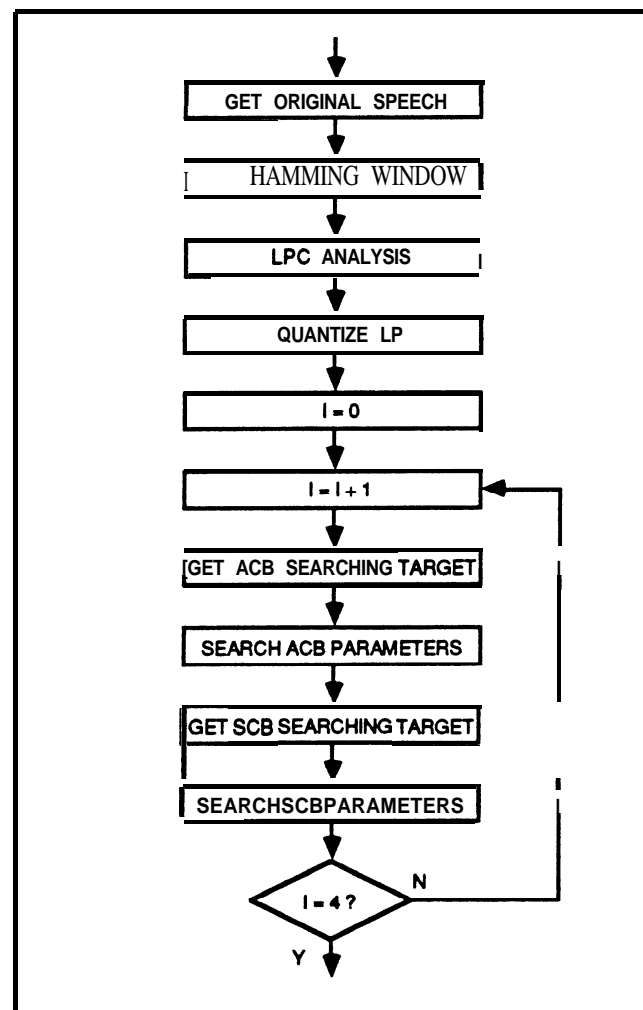 GET ORIGINAL SPEECH
HAMMING WINDOW
LPC ANALYSIS
QUANTIZE LP
I = 0
I = I + 1
GET ACB SEARCHING TARGET
SEARCH ACB PARAMETERS
GET SCB SEARCHING TARGET
SEARCHSCBPARAMETERS
I = 4 ?
N
Y